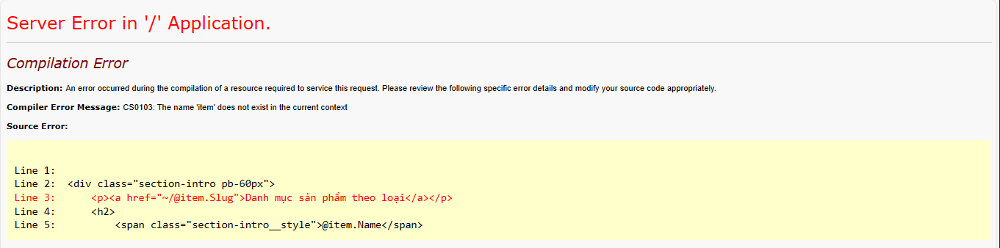 Server Error in '/' Application.
Compilation Error
Description: An error occurred during the compilation of a resource required to service this request. Please review the following specific error details and modify your source code appropriately.
Compiler Error Message: CS0103: The name 'item' does not exist in the current context
Source Error:
Line 1:
Line 2:  <div class="section-intro pb-60px">
Line 3:      <p><a href="~/@item.Slug">Danh mục sản phẩm theo loại</a></p>
Line 4:      <h2>
Line 5:          <span class="section-intro__style">@item.Name</span>